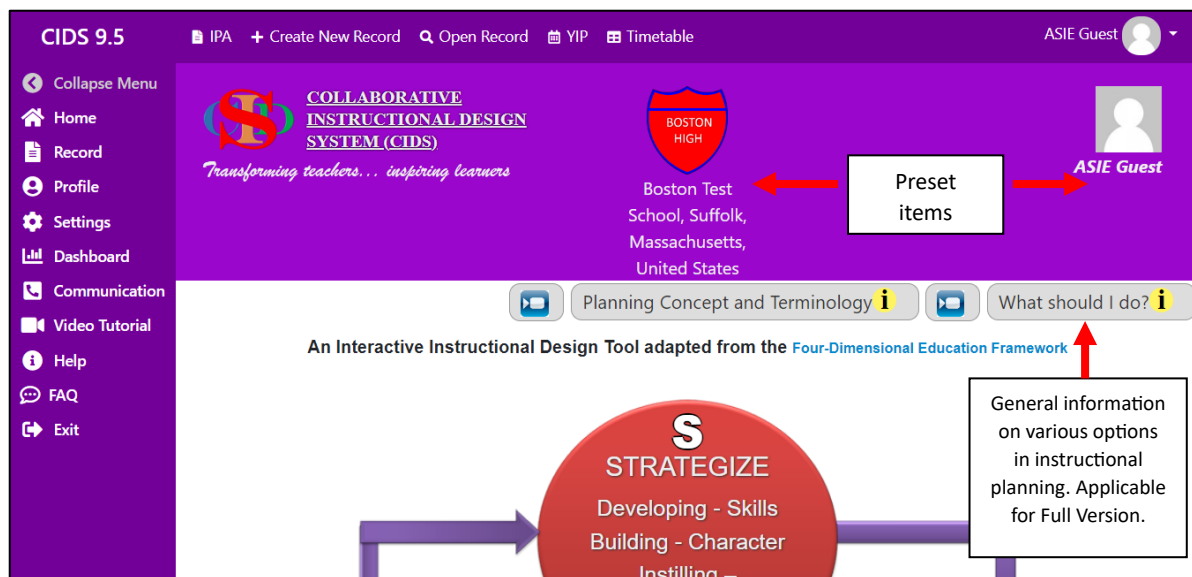 CIDS 9.5
IPA
+ Create New Record
Open Record
YIP
Timetable
ASIE Guest
Collapse Menu
Home
Record
Profile
Settings
Dashboard
Communication
Video Tutorial
Help
FAQ
Exit
COLLABORATIVE
INSTRUCTIONAL DESIGN
SYSTEM (CIDS)
Transforming teachers... inspiring learners
BOSTON
HIGH
Boston Test
School, Suffolk,
Massachusetts,
United States
Preset
items
ASIE Guest
Planning Concept and Terminology i
What should I do? i
An Interactive Instructional Design Tool adapted from the Four-Dimensional Education Framework
General information
on various options
in instructional
planning. Applicable
for Full Version.
S
STRATEGIZE
Developing - Skills
Building - Character
Instilling –